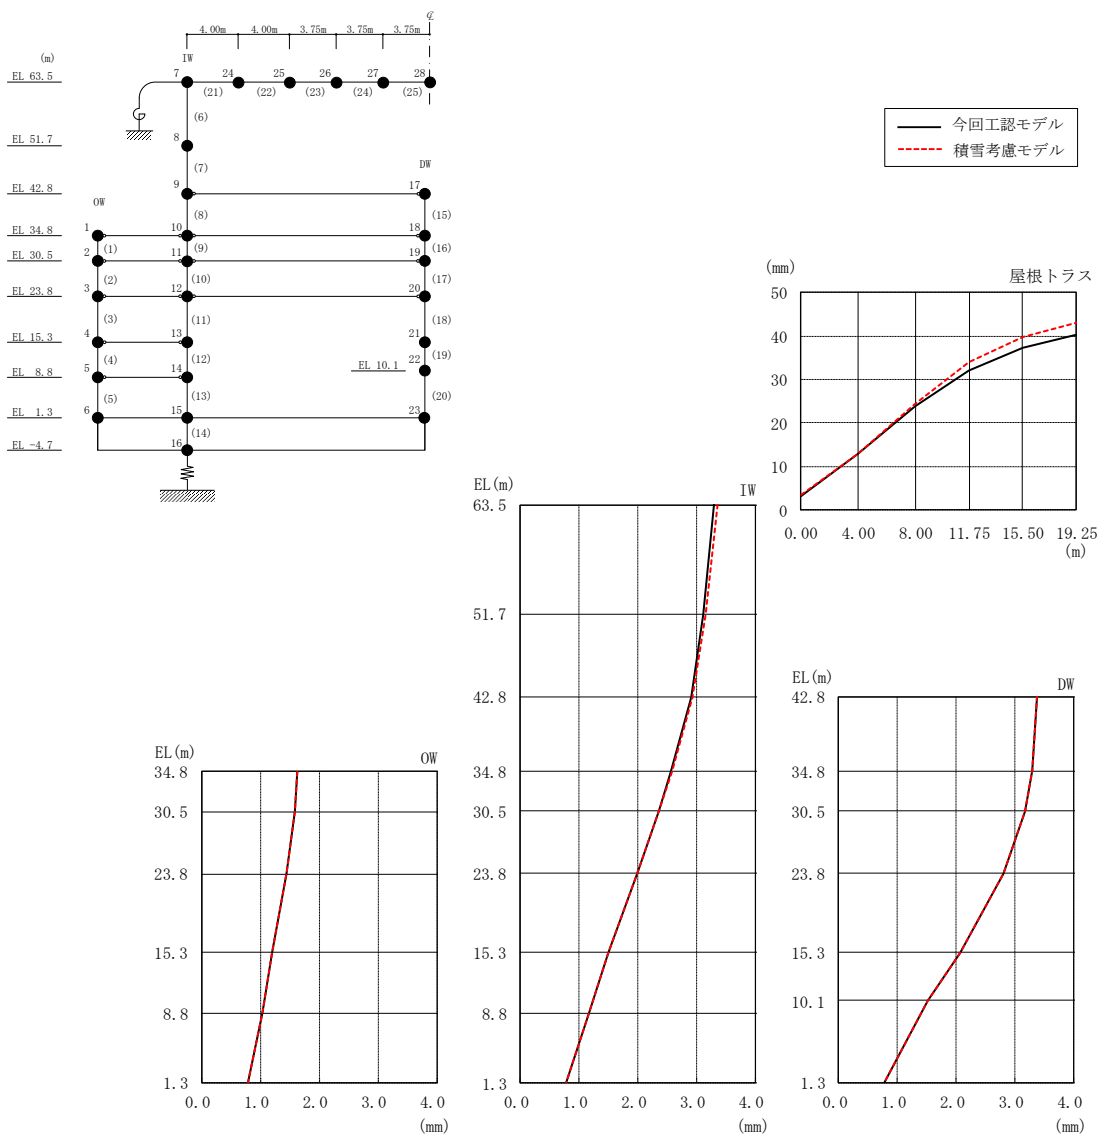 ℄
4.00m 4.00m 3.75m 3.75m 3.75m
(m) IW
EL 63.5 7 24 25 26 27 28
(21) (22) (23) (24) (25)
(6)
EL 51.7 8
(7) DW
EL 42.8 9 17
OW
(8) (15)
EL 34.8 1 10 18
(1) (9) (16)
EL 30.5 2 11 19
(2) (10) (17)
EL 23.8 3 12 20
(3) (11) (18)
EL 15.3 4 13 21
(4) (12) (19)
EL 8.8 5 14 EL 10.1 22
(5) (13) (20)
EL 1.3 6 15 23
(14)
EL -4.7 16
今回工認モデル
積雪考慮モデル
(mm) 屋根トラス
50
40
30
20
10
0
0.00 4.00 8.00 11.75 15.50 19.25
(m)
EL(m) IW
63.5
51.7
42.8
34.8
30.5
23.8
15.3
8.8
1.3
0.0 1.0 2.0 3.0 4.0
(mm)
EL(m) OW
34.8
30.5
23.8
15.3
8.8
1.3
0.0 1.0 2.0 3.0 4.0
(mm)
EL(m) DW
42.8
34.8
30.5
23.8
15.3
10.1
1.3
0.0 1.0 2.0 3.0 4.0
(mm)